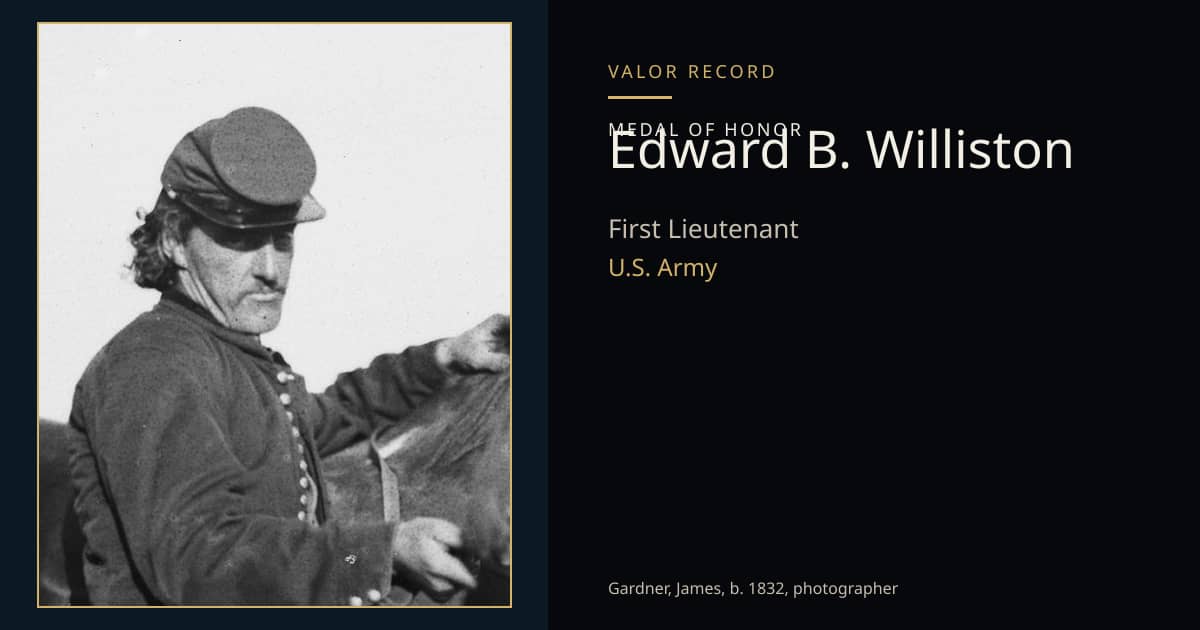 VALOR RECORD
MEDAL OF HONOR
Edward B. Williston
First Lieutenant
U.S. Army
Gardner, James, b. 1832, photographer